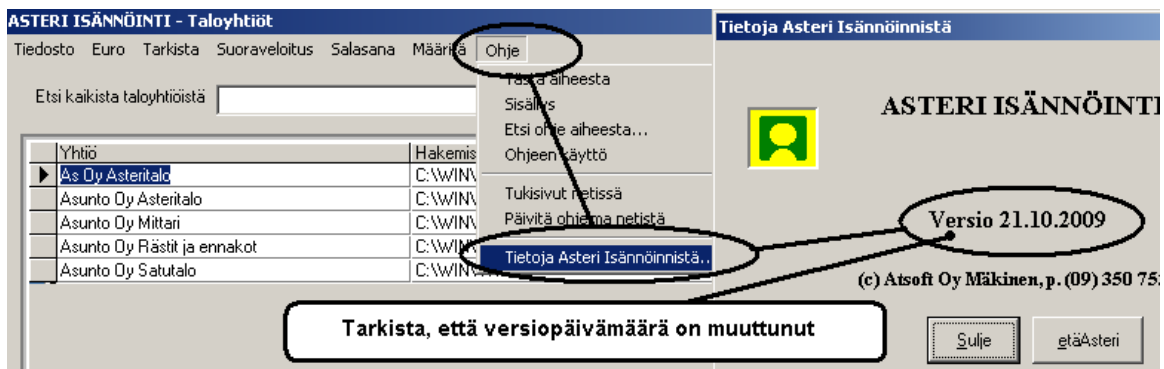 ASTERI ISÄNNÖINTI - Taloyhtiöt
Tiedosto Euro Tarkista Suoraveloitus Salasana Määritä Ohje
Etsi kaikista taloyhtiöistä
Yhtiö Hakemis
As Oy Asteritalo C:\WIN\
Asunto Oy Asteritalo C:\WIN\
Asunto Oy Mittari C:\WIN\
Asunto Oy Rästit ja ennakot C:\WIN\
Asunto Oy Satutalo C:\WIN\
Tästä aiheesta
Sisällys
Etsi ohje aiheesta...
Ohjeen käyttö
Tukisivut netissä
Päivitä ohjelma netistä
Tietoja Asteri Isännöinnistä..
Tarkista, että versiopäivämäärä on muuttunut
Tietoja Asteri Isännöinnistä
ASTERI ISÄNNÖINTI
Versio 21.10.2009
(c) Atsoft Oy Mäkinen, p. (09) 350 75
Sulje etäAsteri